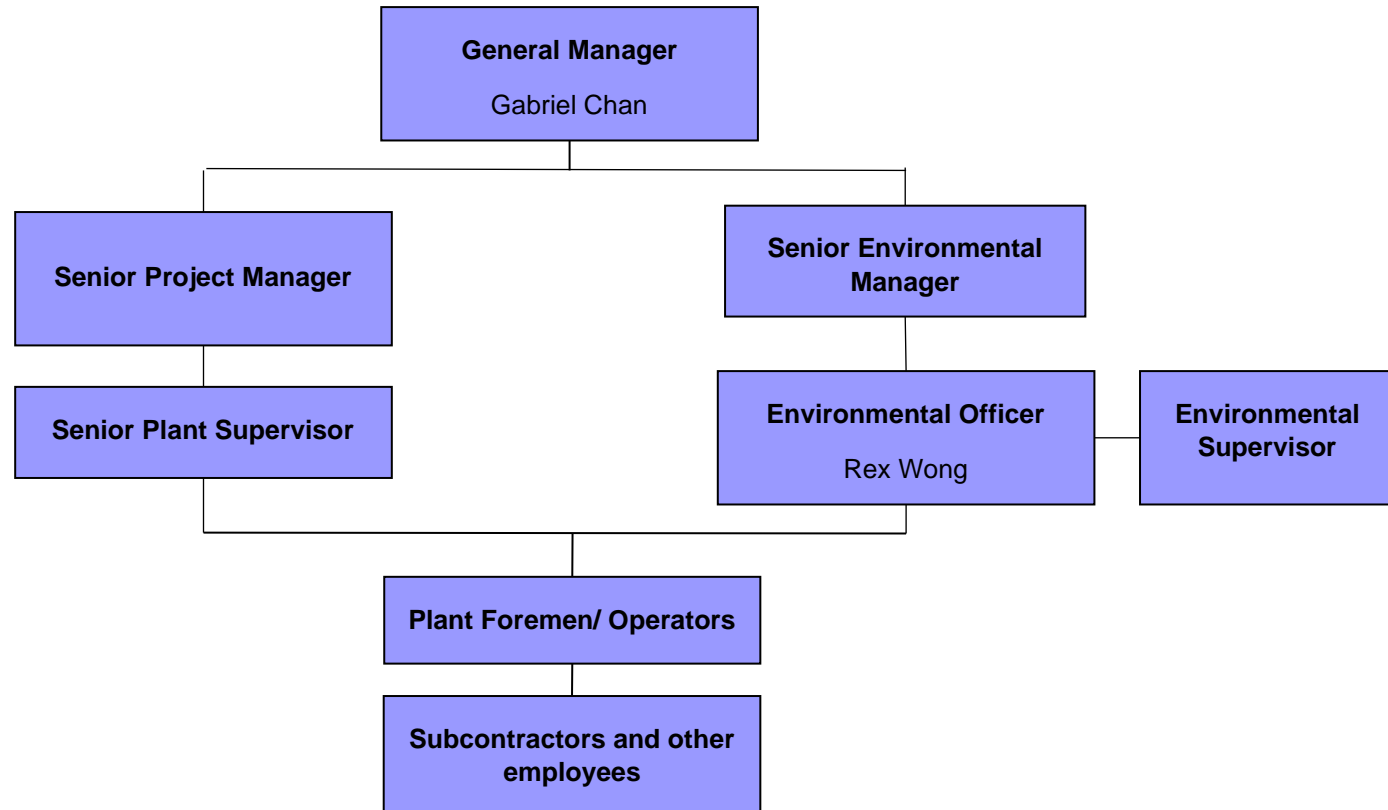 General Manager
Gabriel Chan
Senior Project Manager
Senior Environmental
Manager
Senior Plant Supervisor
Environmental Officer
Rex Wong
Environmental
Supervisor
Plant Foremen/ Operators
Subcontractors and other
employees